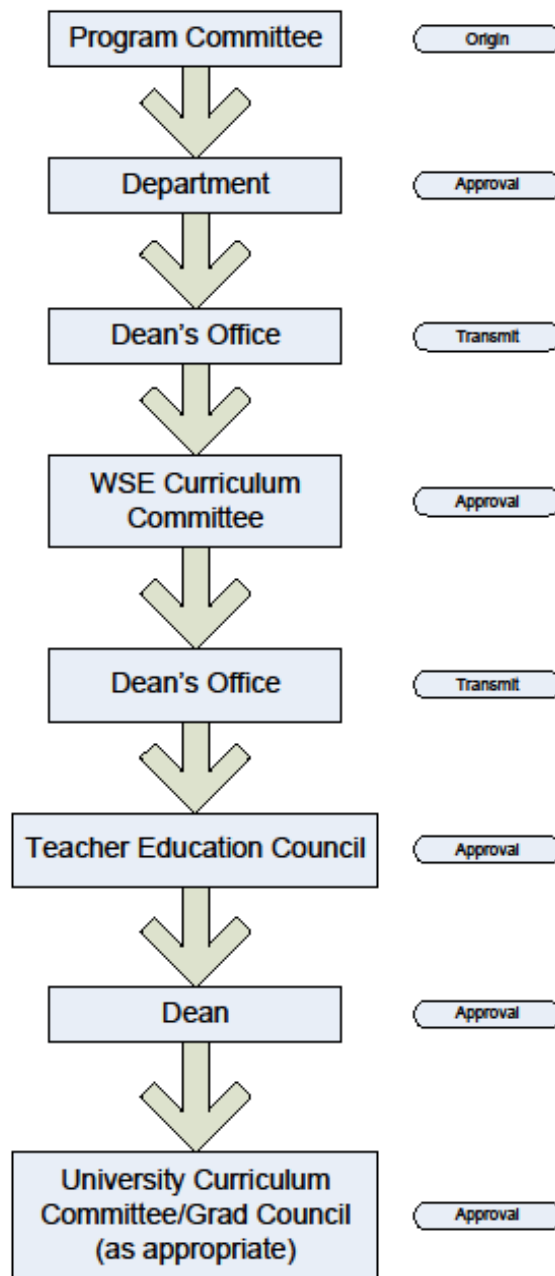 Program Committee
Origin
Department
Approval
Dean's Office
Transmit
WSE Curriculum
Committee
Approval
Dean's Office
Transmit
Teacher Education Council
Approval
Dean
Approval
University Curriculum
Committee/Grad Council
(as appropriate)
Approval